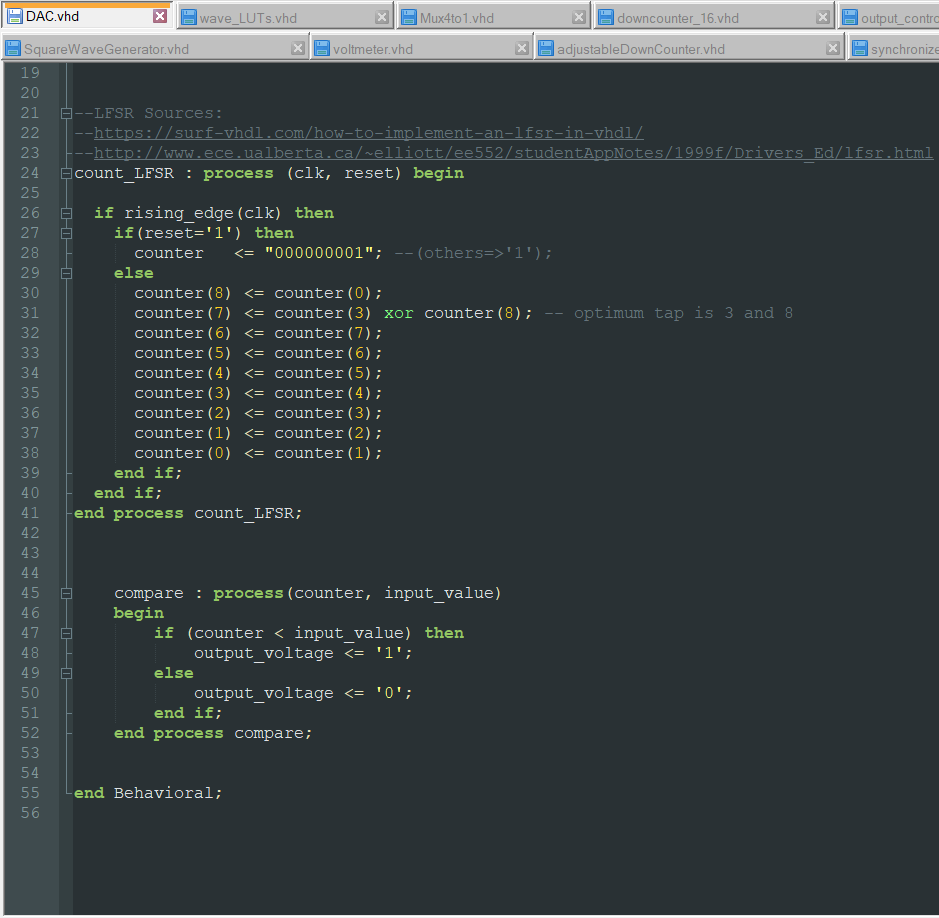 DAC.vhd
wave_LUTs.vhd
Mux4to1.vhd
downcounter_16.vhd
output_contro
SquareWaveGenerator.vhd
voltmeter.vhd
adjustableDownCounter.vhd
synchronize
19
20
21 --LFSR Sources:
22 --https://surf-vhdl.com/how-to-implement-an-lfsr-in-vhdl/
23 --http://www.ece.ualberta.ca/~elliott/ee552/studentAppNotes/1999f/Drivers_Ed/lfsr.html
24 count_LFSR : process (clk, reset) begin
25
26 if rising_edge(clk) then
27 if(reset='1') then
28 counter <= "000000001"; --(others=>'1');
29 else
30 counter(8) <= counter(0);
31 counter(7) <= counter(3) xor counter(8); -- optimum tap is 3 and 8
32 counter(6) <= counter(7);
33 counter(5) <= counter(6);
34 counter(4) <= counter(5);
35 counter(3) <= counter(4);
36 counter(2) <= counter(3);
37 counter(1) <= counter(2);
38 counter(0) <= counter(1);
39 end if;
40 end if;
41 end process count_LFSR;
42
43
44
45 compare : process(counter, input_value)
46 begin
47 if (counter < input_value) then
48 output_voltage <= '1';
49 else
50 output_voltage <= '0';
51 end if;
52 end process compare;
53
54
55 end Behavioral;
56